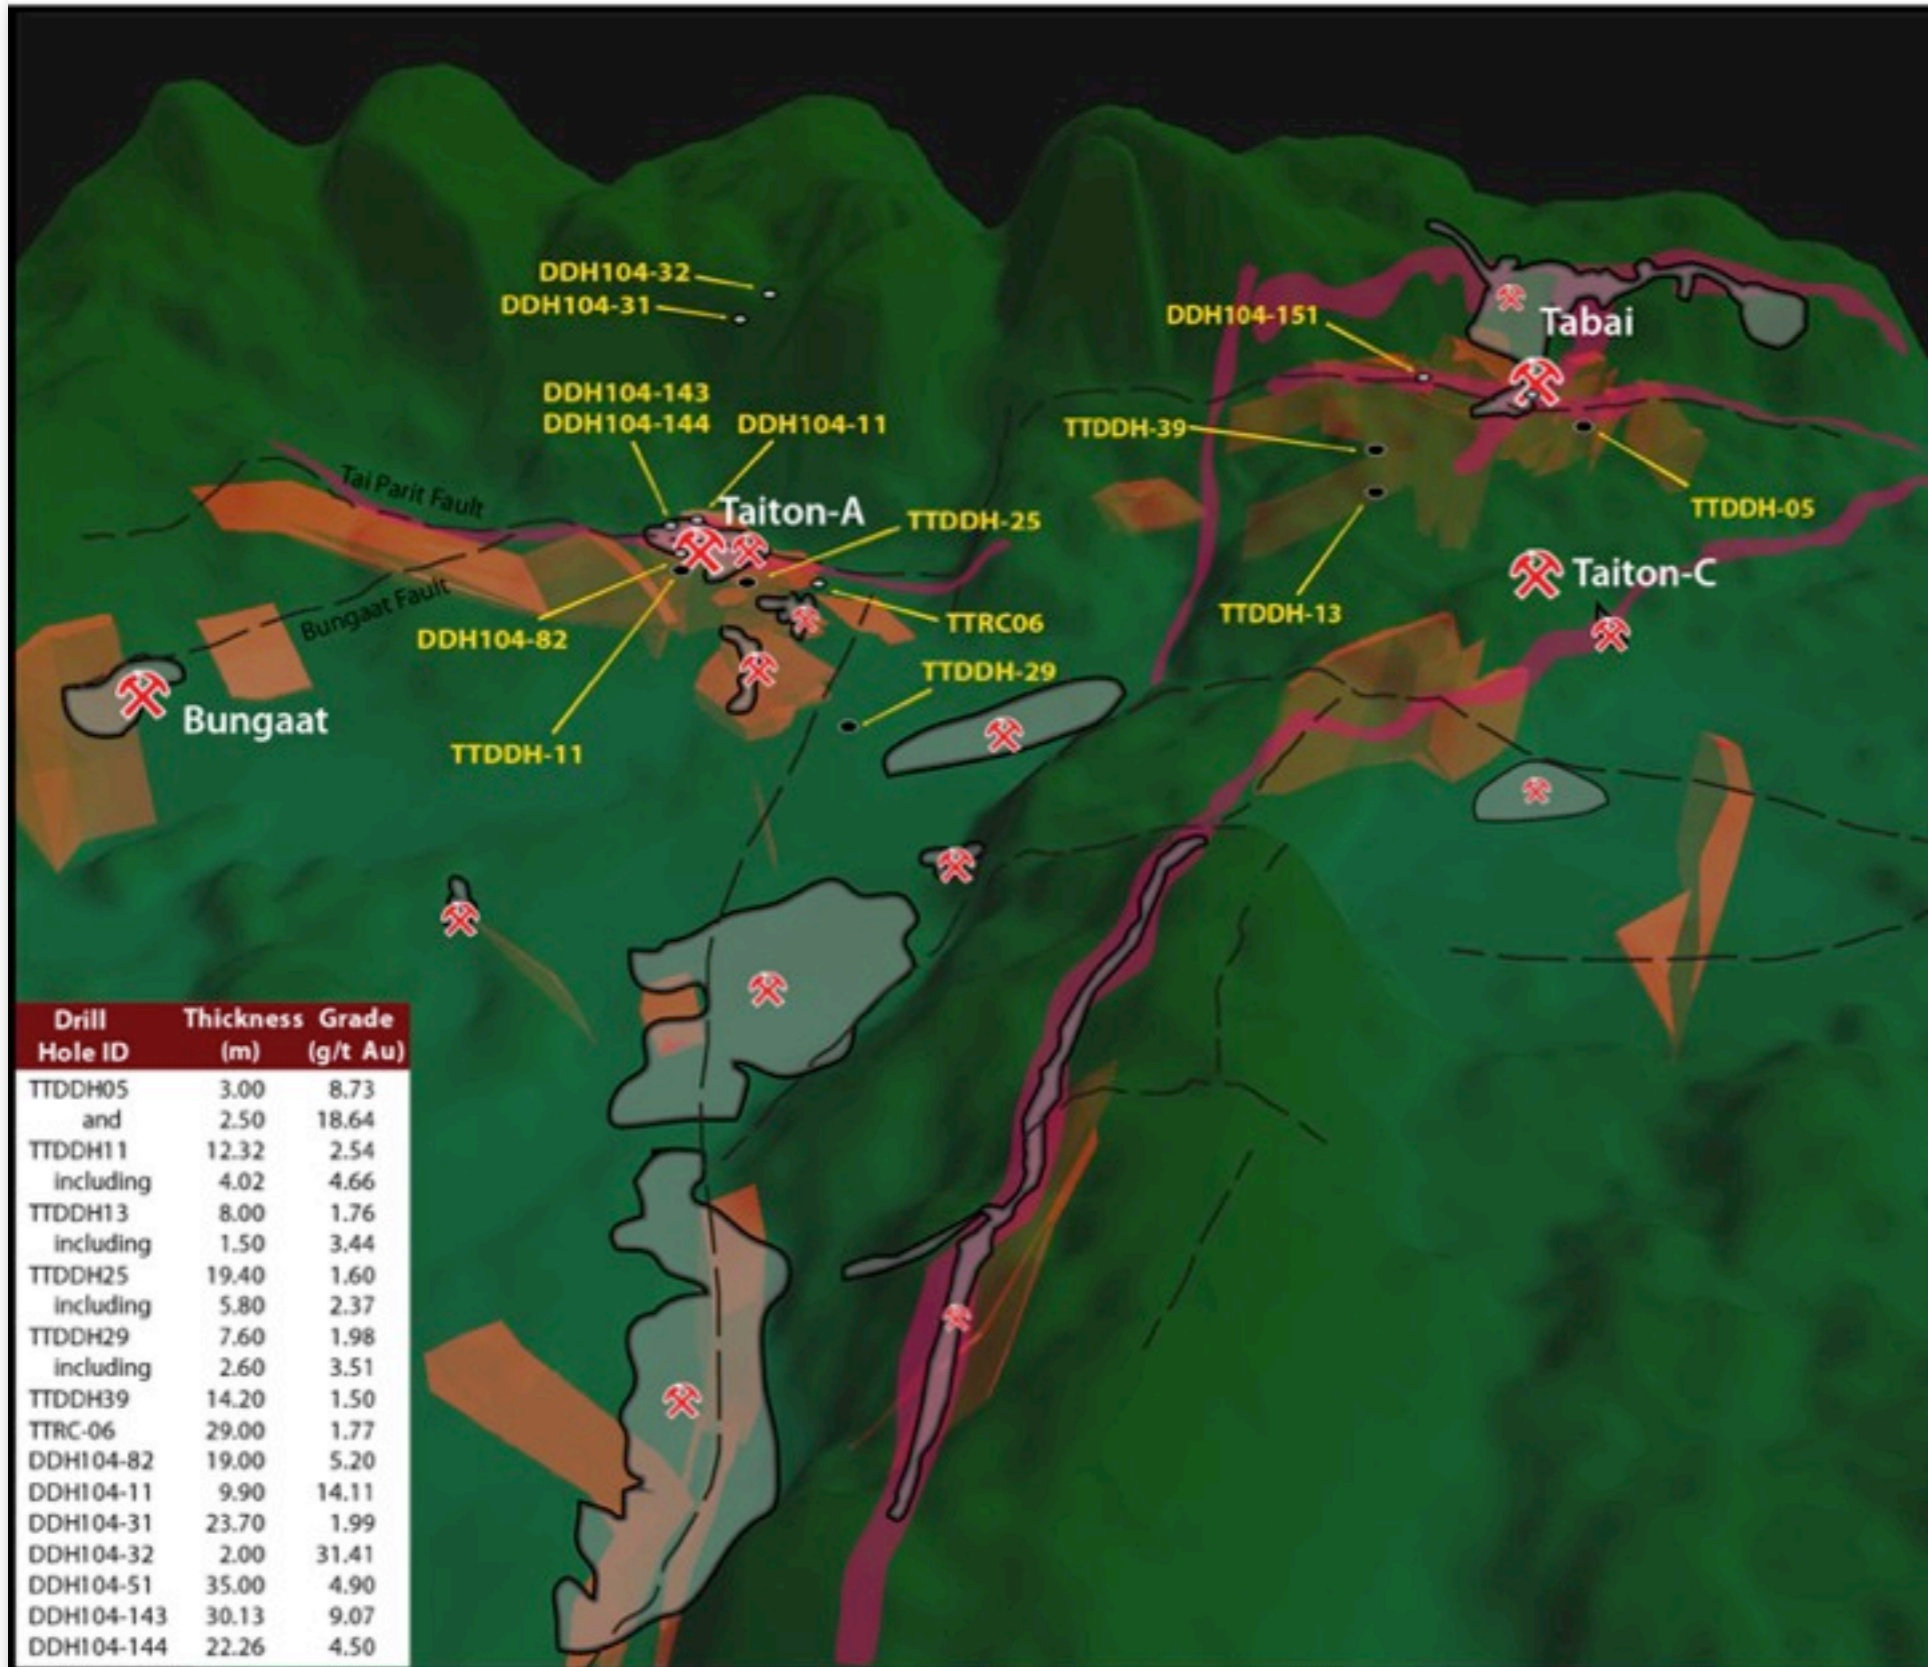 DDH104-32
DDH104-31
DDH104-151
Tabai
DDH104-143
DDH104-144
DDH104-11
TTDDH-39
Tai Parit Fault
Taiton-A
TTDDH-25
TTDDH-05
Taiton-C
Bungaat Fault
DDH104-82
TTRC06
TTDDH-13
TTDDH-29
Bungaat
TTDDH-11
Drill Hole ID Thickness (m) Grade (g/t Au)
TTDDH05 3.00 8.73
and 2.50 18.64
TTDDH11 12.32 2.54
including 4.02 4.66
TTDDH13 8.00 1.76
including 1.50 3.44
TTDDH25 19.40 1.60
including 5.80 2.37
TTDDH29 7.60 1.98
including 2.60 3.51
TTDDH39 14.20 1.50
TTRC-06 29.00 1.77
DDH104-82 19.00 5.20
DDH104-11 9.90 14.11
DDH104-31 23.70 1.99
DDH104-32 2.00 31.41
DDH104-51 35.00 4.90
DDH104-143 30.13 9.07
DDH104-144 22.26 4.50